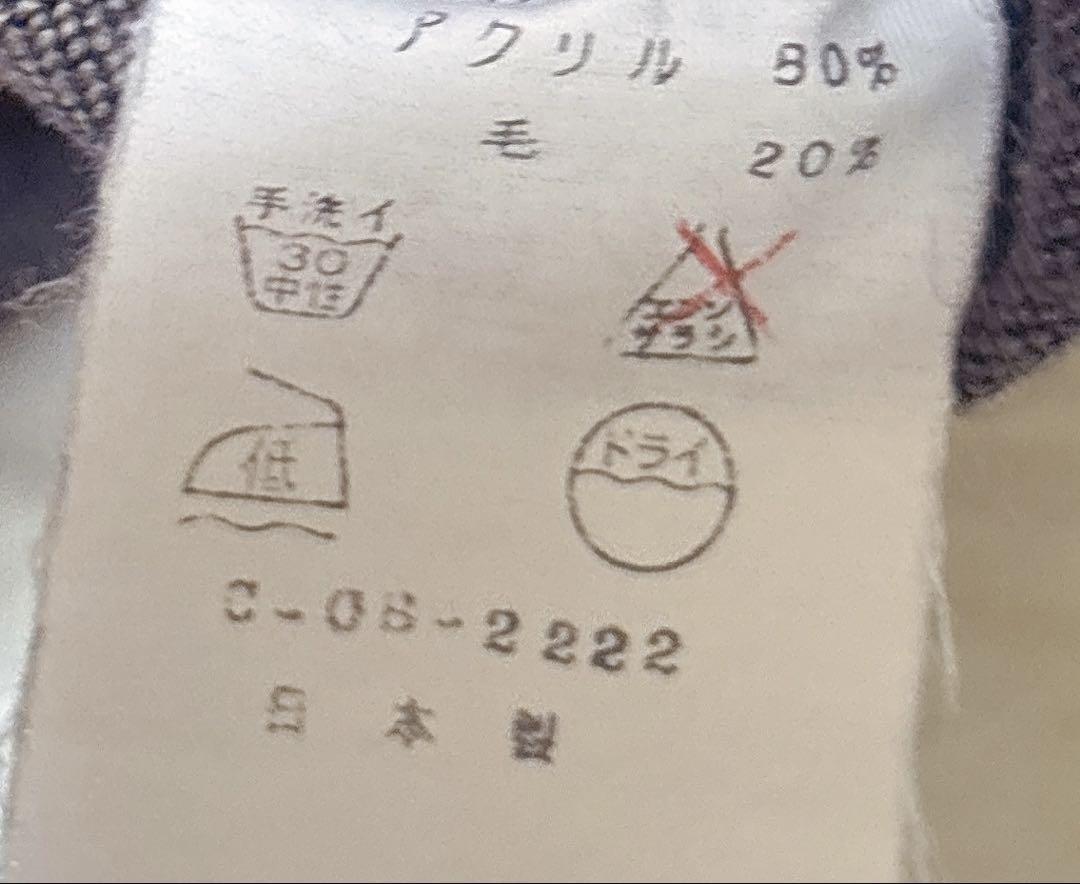 アクリル 80%
毛 20%
手洗イ
30
中性
エンソ
サラシ
低
ドライ
2222
日本製